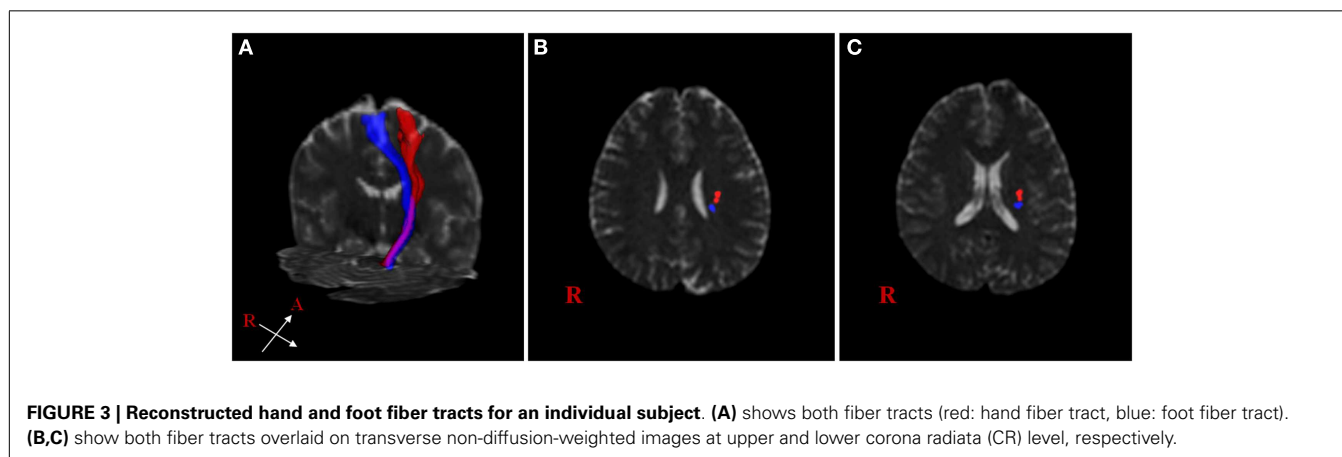 A
B
C
R
A
R
R
FIGURE 3 | Reconstructed hand and foot fiber tracts for an individual subject. (A) shows both fiber tracts (red: hand fiber tract, blue: foot fiber tract).
(B,C) show both fiber tracts overlaid on transverse non-diffusion-weighted images at upper and lower corona radiata (CR) level, respectively.